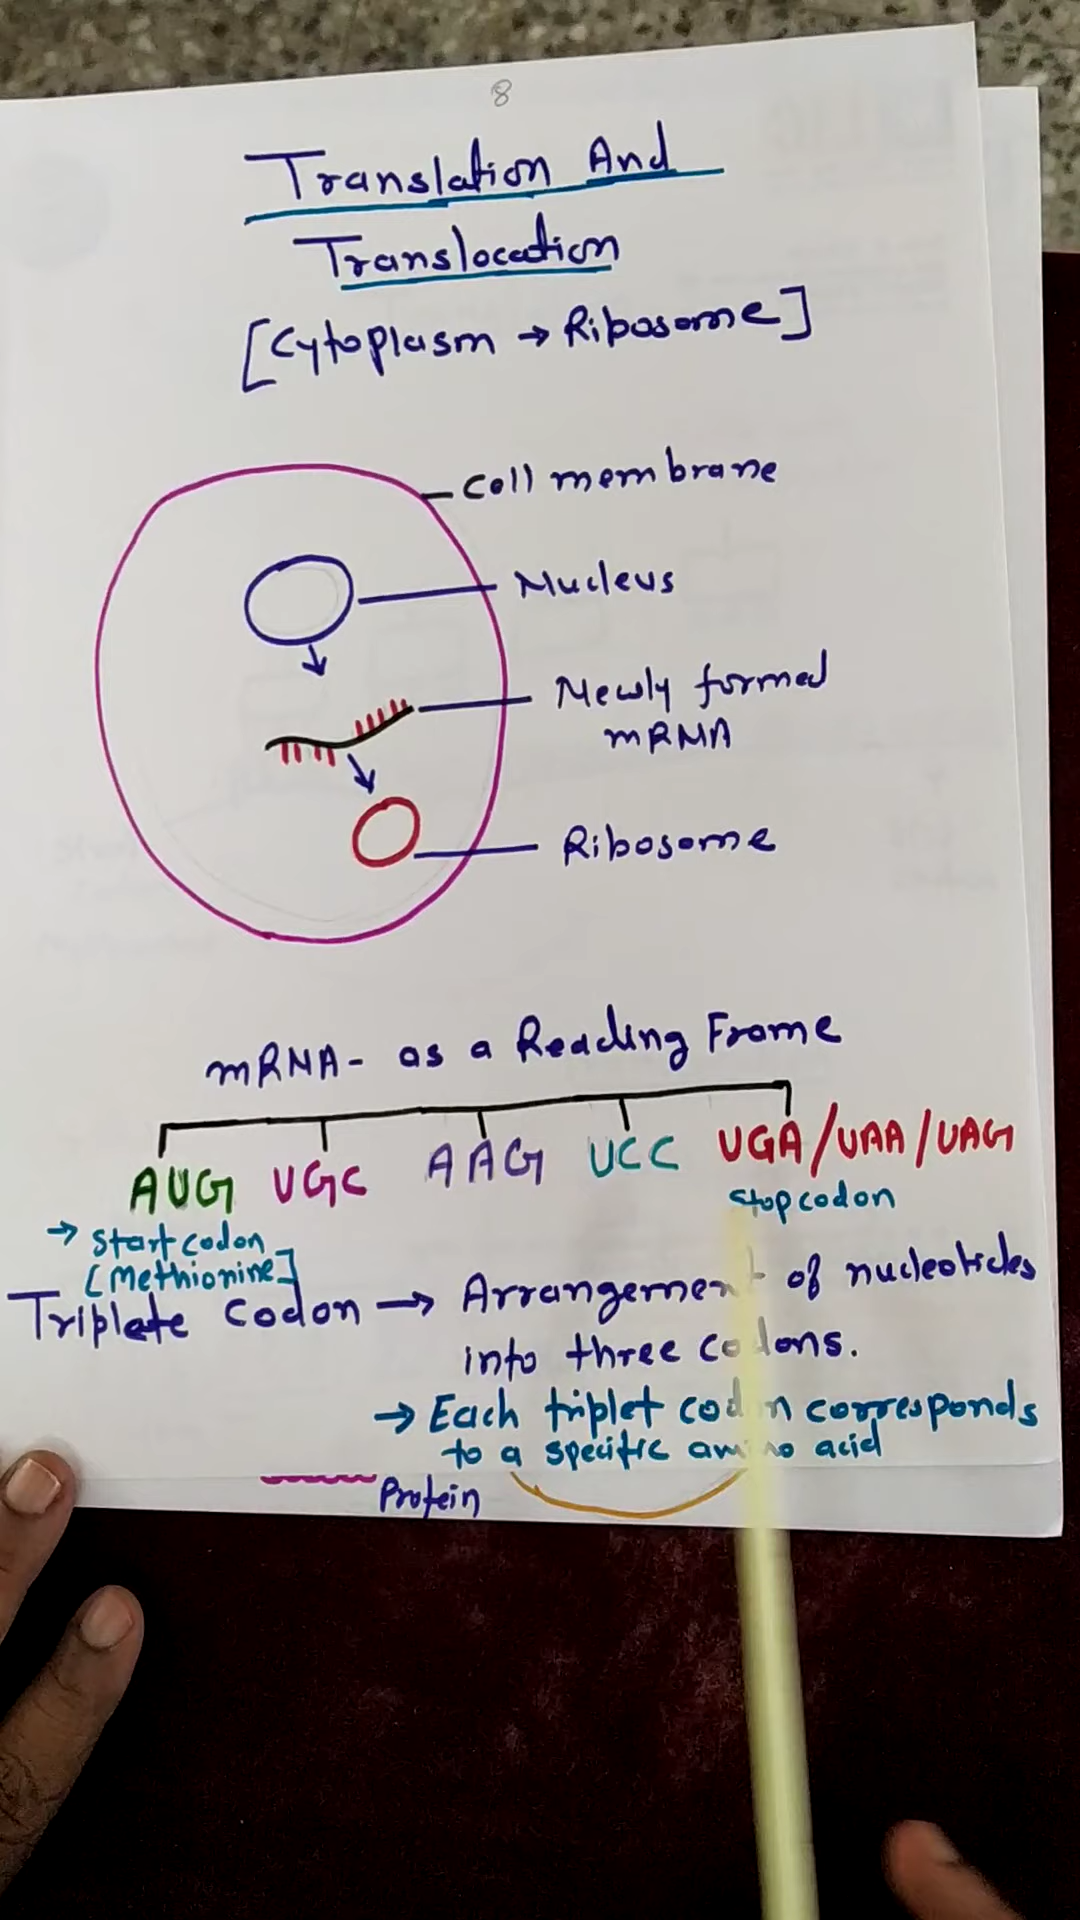 8
Translation And
Translocation
[Cytoplasm → Ribosome]
Cell membrane
Nucleus
Newly formed
mRNA
Ribosome
mRNA- as a Reading Frame
AUG UGC AAG UCC UGA/UAA/UAG
→ Start codon
[Methionine]
Stop codon
Triplete Codon → Arrangement of nucleotides
into three codons.
→ Each triplet codon corresponds
to a specific amino acid
Protein